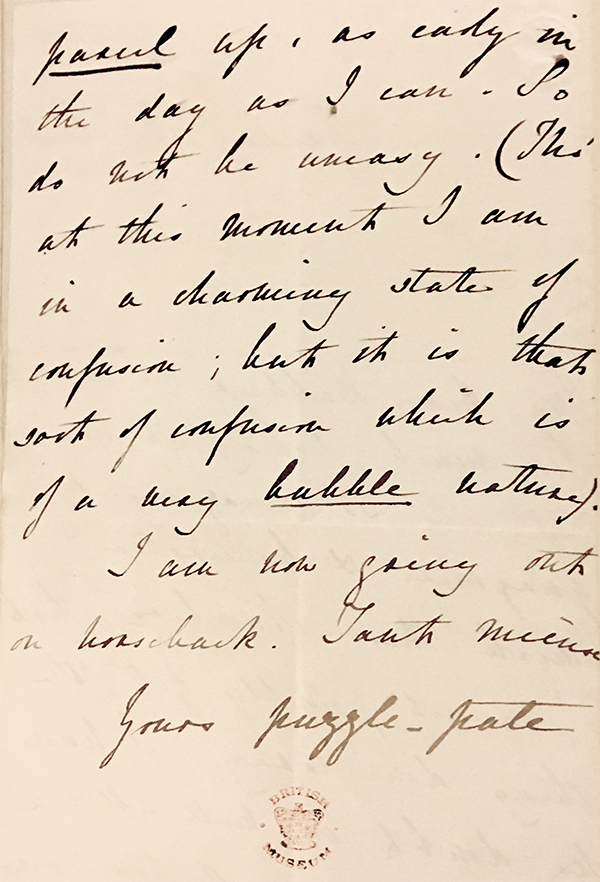 parcel up, as early in
the day as I can - So
do not be uneasy. (Tho'
at this moment I am
in a charming state of
confusion; but it is that
sort of confusion which is
of a very bubble nature).
I am now going out
on horseback. Tant mieux
Yours puzzle-pate
BRITISH
MUSEUM